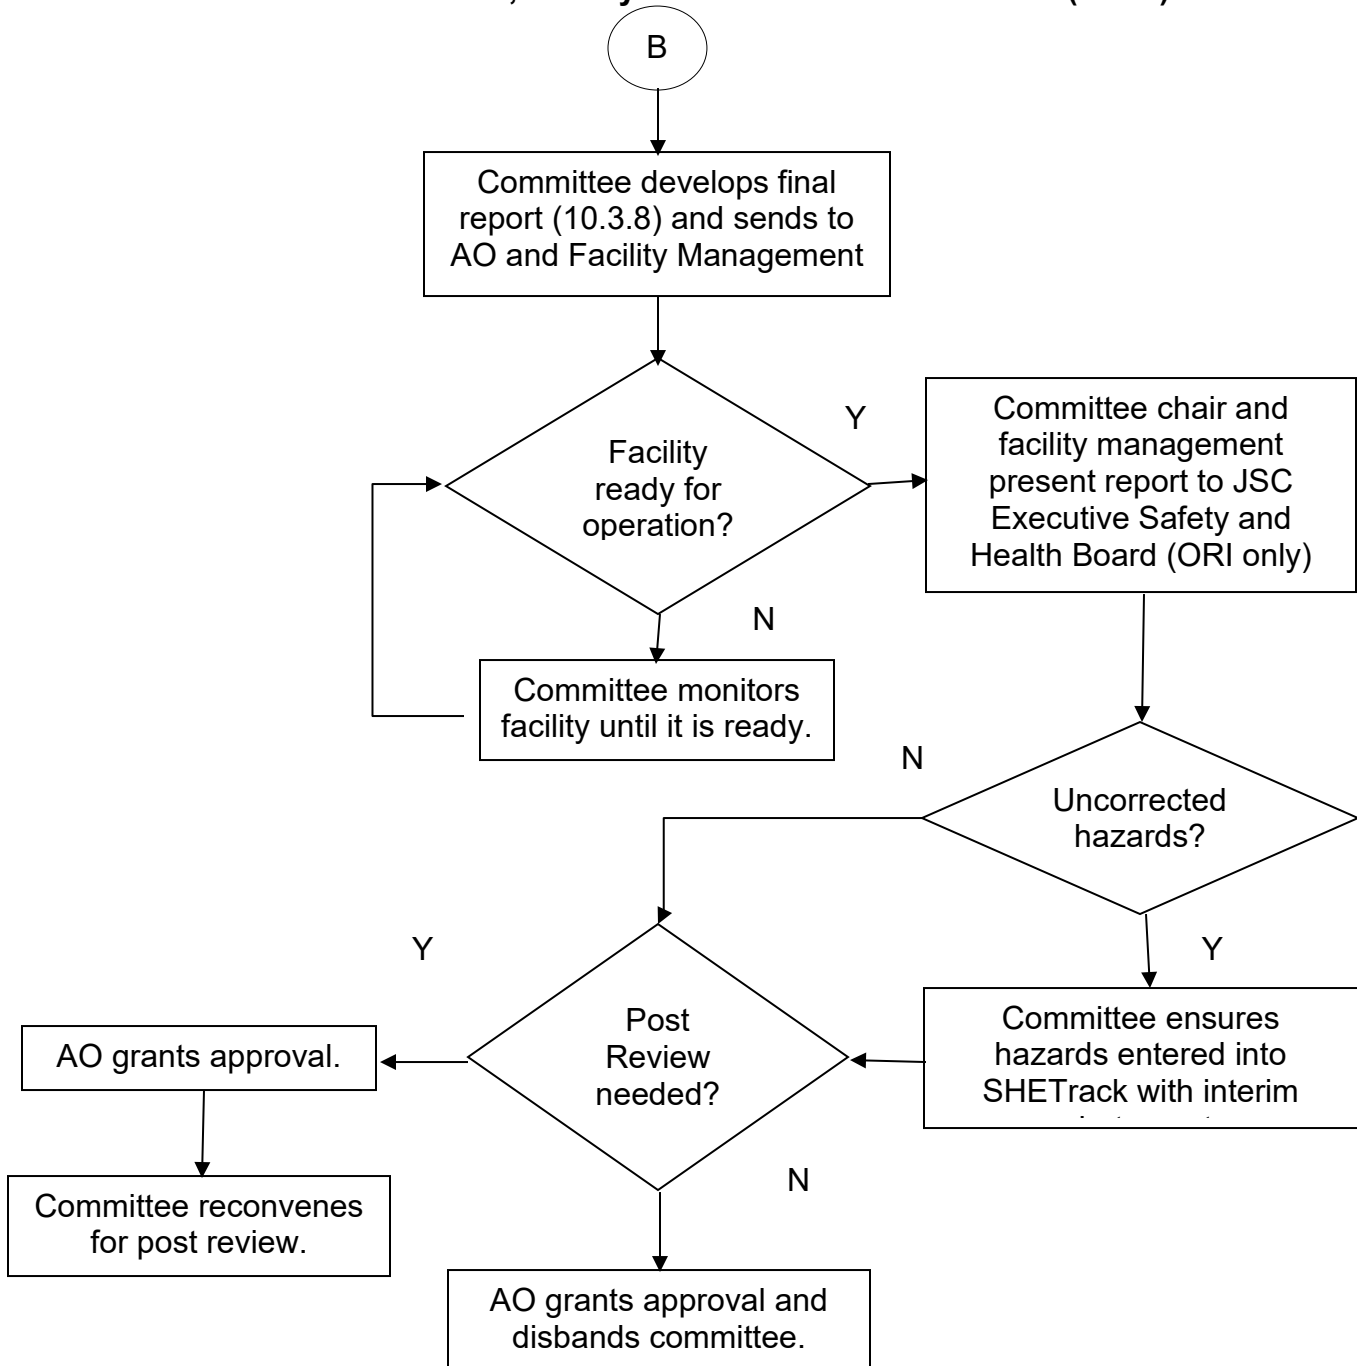 B
Committee develops final
report (10.3.8) and sends to
AO and Facility Management
Facility
ready for
operation?
Y
Committee chair and
facility management
present report to JSC
Executive Safety and
Health Board (ORI only)
N
Committee monitors
facility until it is ready.
N
Uncorrected
hazards?
Y
Y
Post
Review
needed?
Committee ensures
hazards entered into
SHETrack with interim
AO grants approval.
N
Committee reconvenes
for post review.
AO grants approval and
disbands committee.